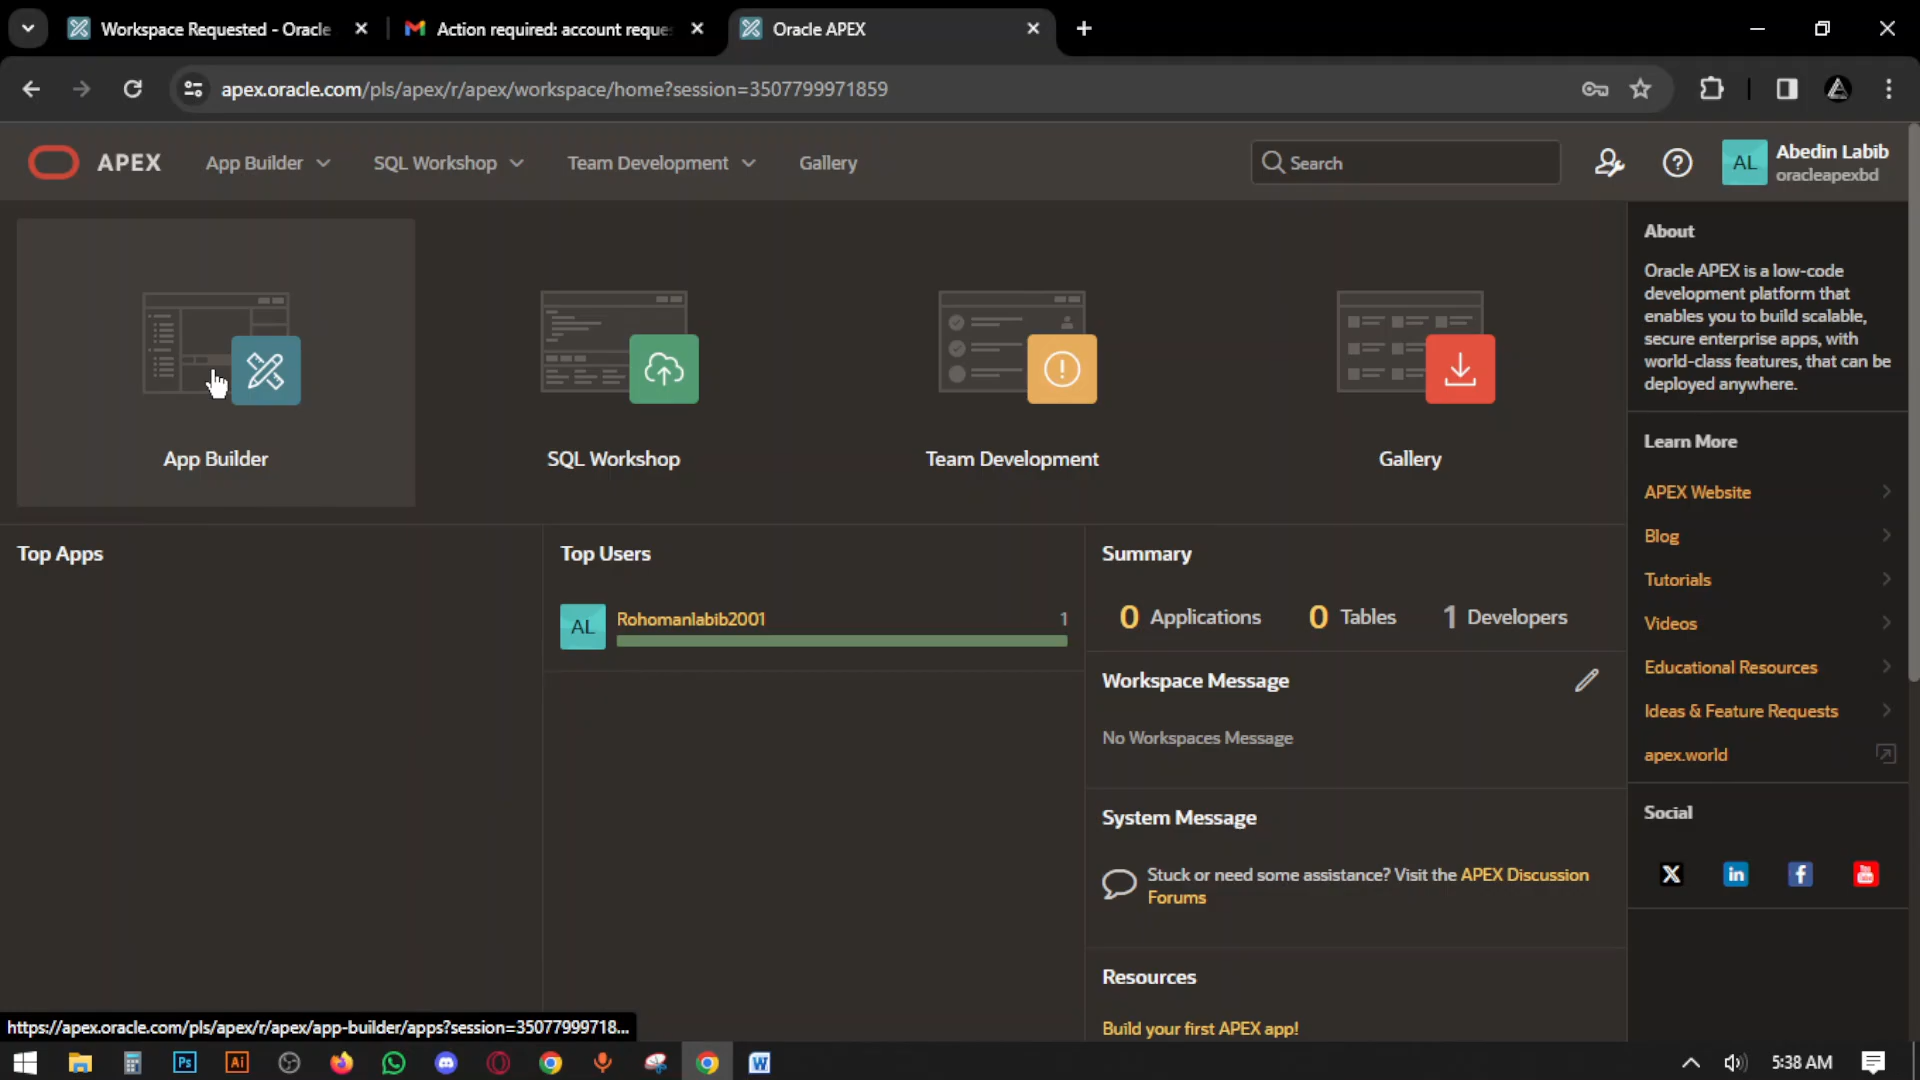 Workspace Requested - Oracle
Action required: account reques
Oracle APEX
apex.oracle.com/pls/apex/r/apex/workspace/home?session=3507799971859
APEX
App Builder
SQL Workshop
Team Development
Gallery
Search
AL
Abedin Labib
oracleapexbd
App Builder
SQL Workshop
Team Development
Gallery
About
Oracle APEX is a low-code
development platform that
enables you to build scalable,
secure enterprise apps, with
world-class features, that can be
deployed anywhere.
Learn More
APEX Website
Blog
Tutorials
Videos
Educational Resources
Ideas & Feature Requests
apex.world
Social
X
in
f
You
Top Apps
Top Users
AL
Rohomanlabib2001
1
Summary
0 Applications
0 Tables
1 Developers
Workspace Message
No Workspaces Message
System Message
Stuck or need some assistance? Visit the APEX Discussion
Forums
Resources
Build your first APEX app!
https://apex.oracle.com/pls/apex/r/apex/app-builder/apps?session=35077999718...
Ps
Ai
W
5:38 AM